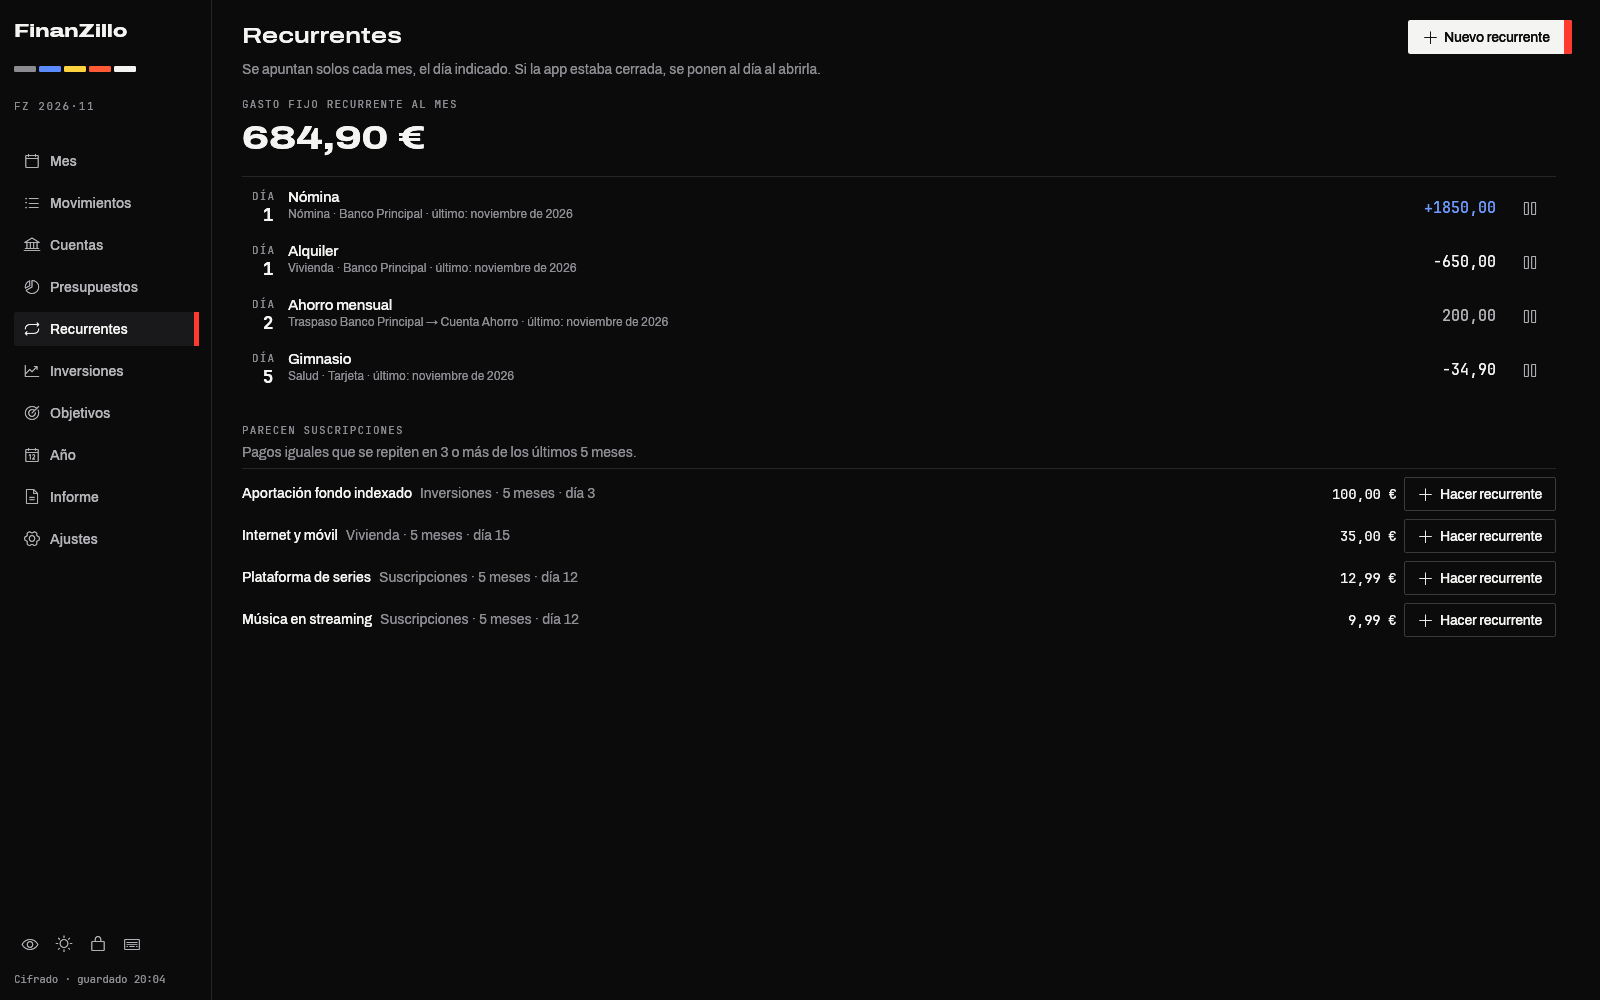 FinanZillo
FZ 2026·11
Mes
Movimientos
Cuentas
Presupuestos
Recurrentes
Inversiones
Objetivos
12
Año
Informe
Ajustes
Cifrado · guardado 20:04
Recurrentes
Nuevo recurrente
Se apuntan solos cada mes, el día indicado. Si la app estaba cerrada, se ponen al día al abrirla.
GASTO FIJO RECURRENTE AL MES
684,90 €
DÍA
1
Nómina
Nómina · Banco Principal · último: noviembre de 2026
+1850,00
DÍA
1
Alquiler
Vivienda · Banco Principal · último: noviembre de 2026
-650,00
DÍA
2
Ahorro mensual
Traspaso Banco Principal → Cuenta Ahorro · último: noviembre de 2026
200,00
DÍA
5
Gimnasio
Salud · Tarjeta · último: noviembre de 2026
-34,90
PARECEN SUSCRIPCIONES
Pagos iguales que se repiten en 3 o más de los últimos 5 meses.
Aportación fondo indexado Inversiones · 5 meses · día 3 100,00 € Hacer recurrente
Internet y móvil Vivienda · 5 meses · día 15 35,00 € Hacer recurrente
Plataforma de series Suscripciones · 5 meses · día 12 12,99 € Hacer recurrente
Música en streaming Suscripciones · 5 meses · día 12 9,99 € Hacer recurrente